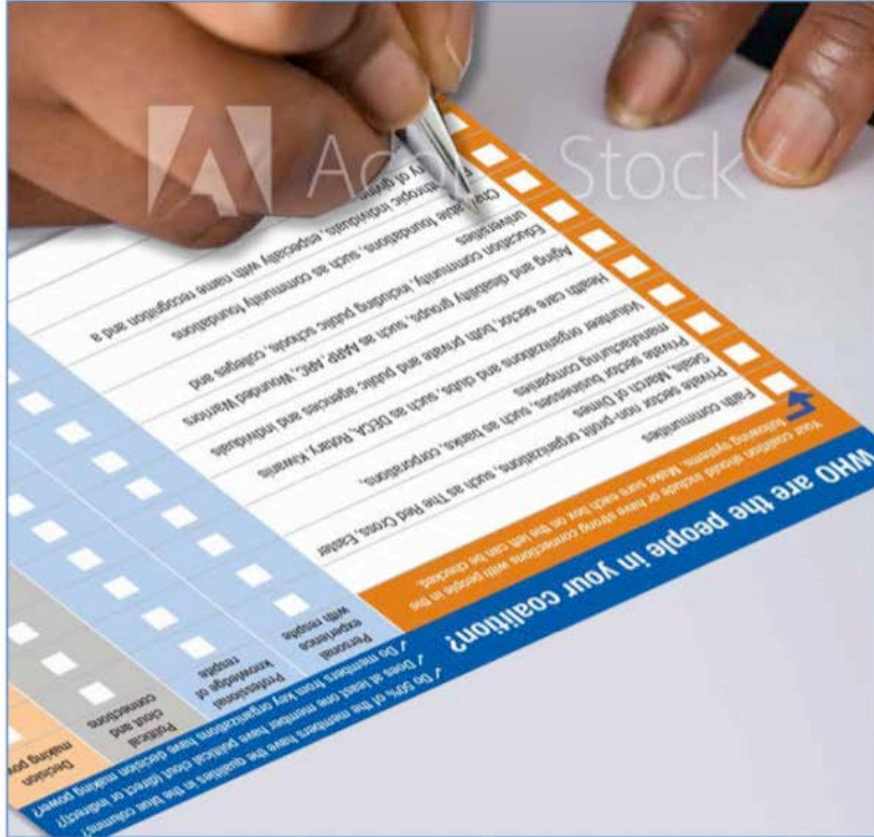 Adobe Stock
WHO are the people in your coalition?
✓ Do 50% of the members have the qualities in the blue columns?
✓ Does at least one member have political clout (direct or indirect)?
✓ Do members from key organizations have decision making power?
Your coalition should include or have strong connections with people in the
following systems. Make sure each box on the left can be checked.
Personal
experience
with respite
Professional
knowledge of
respite
Political
clout and
connections
Decision
making pow
Faith communities
Private sector non-profit organizations, such as The Red Cross, Easter
Seals, March of Dimes
Private sector businesses, such as banks, corporations,
manufacturing companies
Volunteer organizations and clubs, such as DECA, Rotary, Kiwanis
Health care sector, both private and public agencies and individuals
Aging and disability groups, such as AARP, ARC, Wounded Warriors
Education community, including public schools, colleges and
universities
foundations, such as community foundations
thropic individuals, especially with name recognition and a
ry of giving